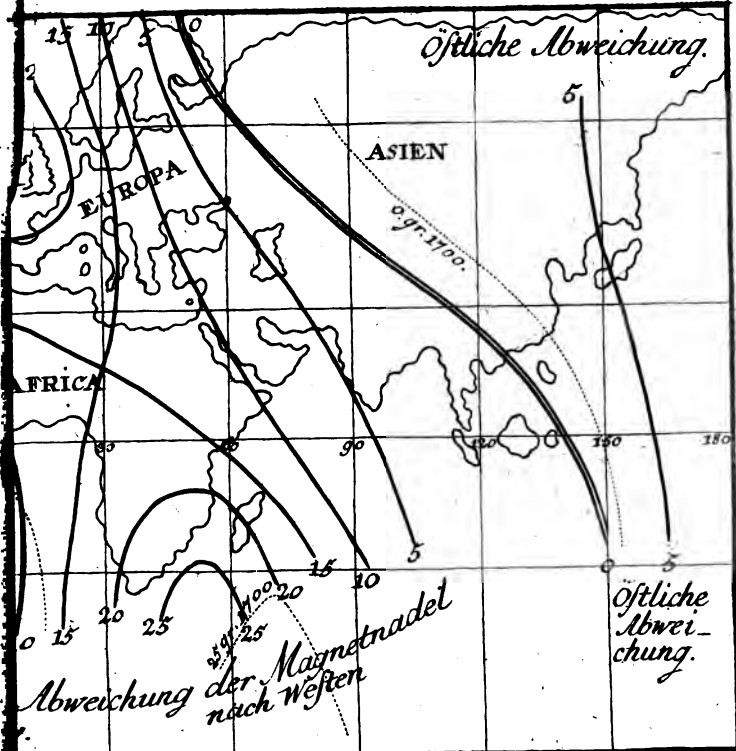 15 10 5 0
Öſtliche Abweichung.
2
5
ASIEN
EUROPA
0.gr.1700.
AFRICA
30 60 90 120 150 180
5
15 10 0 5
20
20 25 25
25 gr. 1700
0 15
Öſtliche
Abwei_
chung.
Abweichung der Magnetnadel
nach Weſten